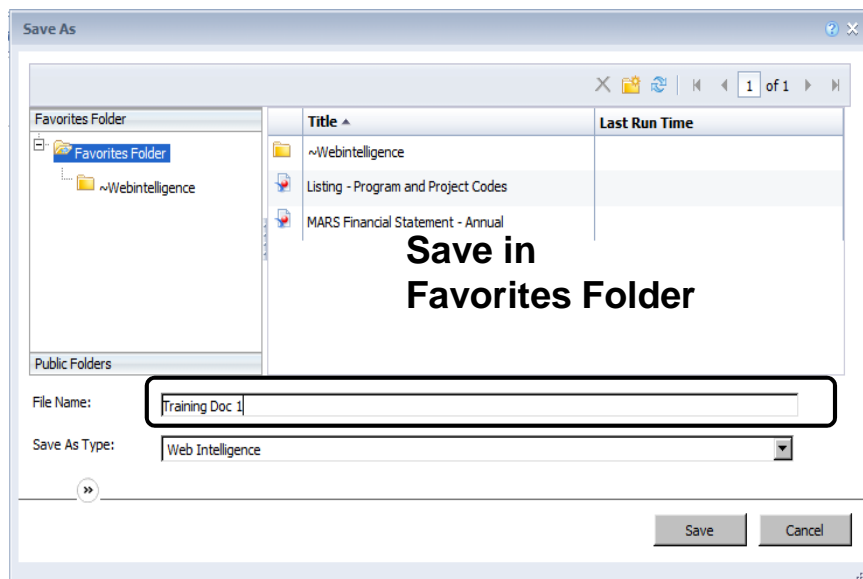 Save As
1 of 1
Favorites Folder
Title
Last Run Time
Favorites Folder
~Webintelligence
~Webintelligence
Listing - Program and Project Codes
MARS Financial Statement - Annual
Save in
Favorites Folder
Public Folders
File Name:
Training Doc 1
Save As Type:
Web Intelligence
Save
Cancel